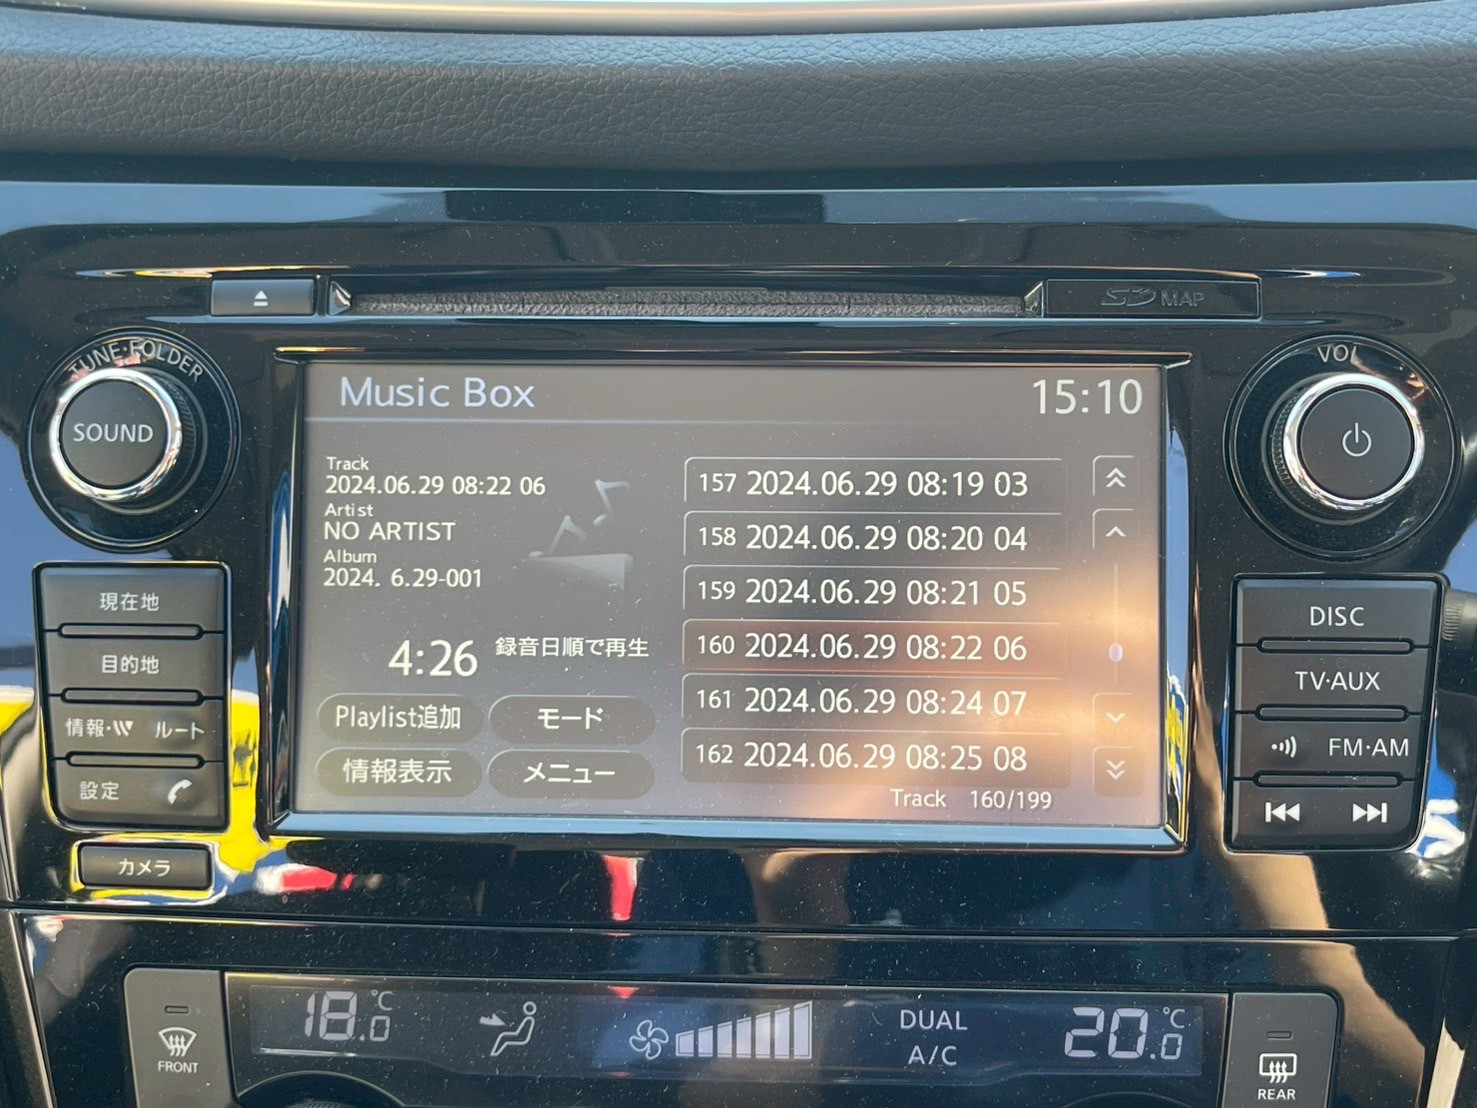 SD MAP
TUNE·FOLDER
SOUND
VOL
Music Box
15:10
Track
2024.06.29 08:22 06
Artist
NO ARTIST
Album
2024. 6.29-001
4:26
録音日順で再生
Playlist追加
モード
情報表示
メニュー
157 2024.06.29 08:19 03
158 2024.06.29 08:20 04
159 2024.06.29 08:21 05
160 2024.06.29 08:22 06
161 2024.06.29 08:24 07
162 2024.06.29 08:25 08
Track 160/199
現在地
目的地
情報· ルート
設定
カメラ
DISC
TV·AUX
FM·AM
FRONT
18.0°C
DUAL
A/C
20.0°C
REAR